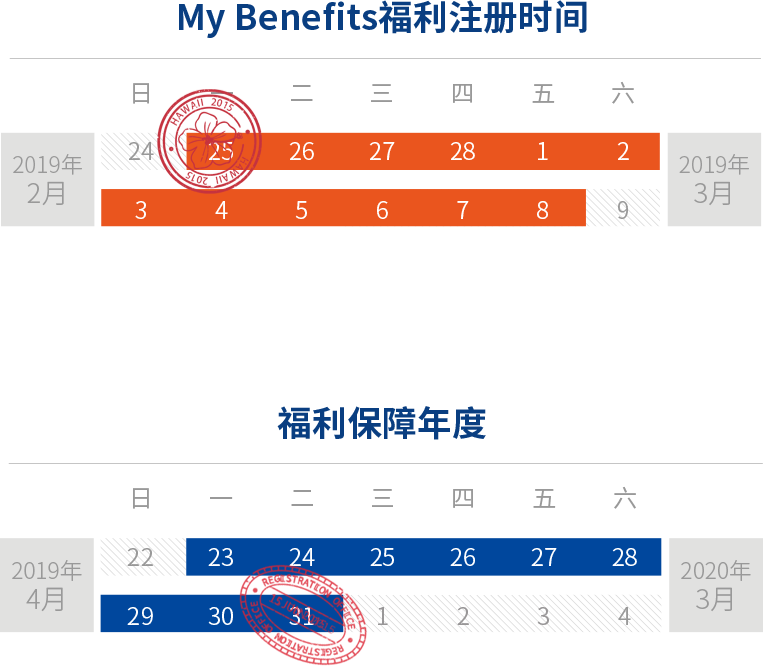 My Benefits福利注册时间
日 一 二 三 四 五 六
2019年
2月
24 25 26 27 28 1 2
3 4 5 6 7 8 9
2019年
3月
HAWAII 2015
HAWAII 2015
福利保障年度
日 一 二 三 四 五 六
2019年
4月
22 23 24 25 26 27 28
29 30 31 1 2 3 4
2020年
3月
REGISTRATION OFFICE
REGISTRATION OFFICE